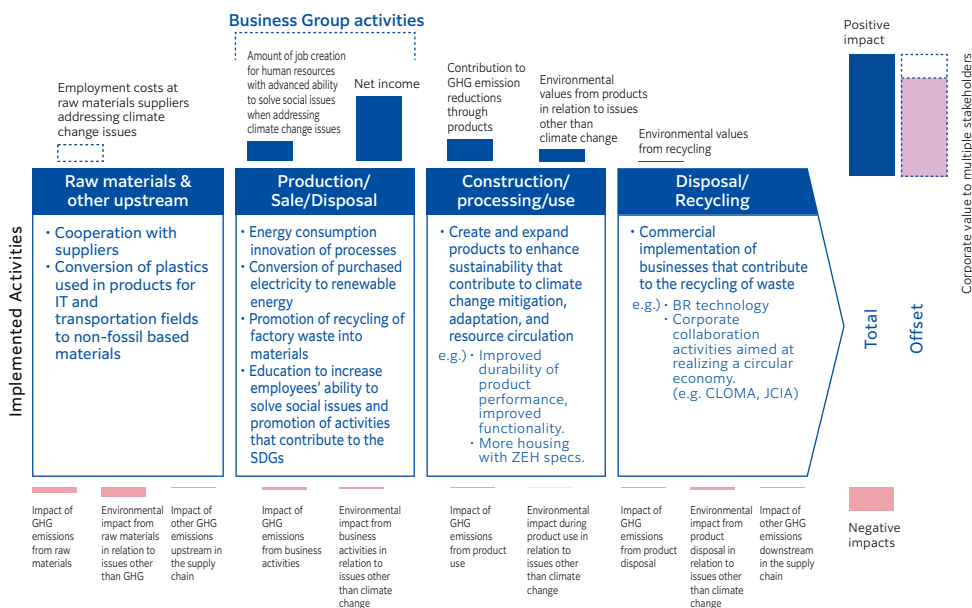 Business Group activities
Employment costs at
raw materials suppliers
addressing climate
change issues
Amount of job creation
for human resources
with advanced ability
to solve social issues
when addressing
climate change issues
Net income
Contribution to
GHG emission
reductions
through
products
Environmental
values from products
in relation to issues
other than
climate change
Environmental values
from recycling
Positive
impact
Corporate value to multiple stakeholders
Implemented Activities
Raw materials &
other upstream
・Cooperation with
suppliers
・Conversion of plastics
used in products for
IT and
transportation fields
to non-fossil based
materials
Production/
Sale/Disposal
・Energy consumption
innovation of processes
・Conversion of purchased
electricity to renewable
energy
・Promotion of recycling of
factory waste into
materials
・Education to increase
employees’ ability to
solve social issues and
promotion of activities
that contribute to the
SDGs
Construction/
processing/use
・Create and expand
products to enhance
sustainability that
contribute to climate
change mitigation,
adaptation, and
resource circulation
e.g.)・Improved
durability of
product
performance,
improved
functionality.
・More housing
with ZEH specs.
Disposal/
Recycling
・Commercial
implementation of
businesses that contribute
to the recycling of waste
e.g.)・BR technology
・Corporate
collaboration
activities aimed at
realizing a circular
economy.
(e.g. CLOMA, JCIA)
Total
Offset
Impact of
GHG
emissions
from raw
materials
Environmental
impact from
raw materials
in relation to
issues other
than GHG
Impact of
other GHG
emissions
upstream in
the supply
chain
Impact of
GHG
emissions
from business
activities
Environmental
impact from
business
activities in
relation to
issues other
than climate
change
Impact of
GHG
emissions
from product
use
Environmental
impact during
product use in
relation to
issues other
than climate
change
Impact of
GHG
emissions
from product
disposal
Environmental
impact from
product
disposal in
relation to
issues other
than climate
change
Impact of
other GHG
emissions
downstream
in the supply
chain
Negative
impacts